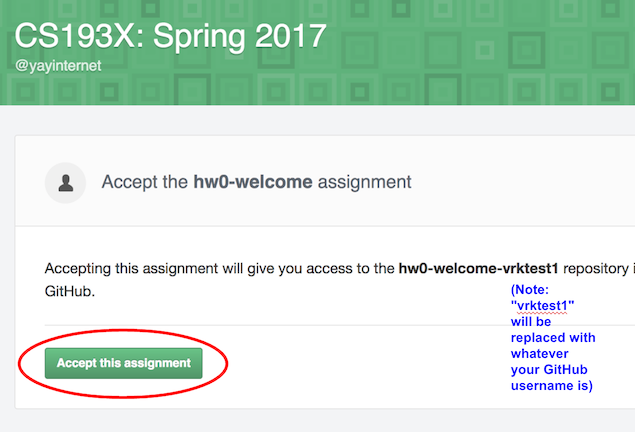 CS193X: Spring 2017
@yayinternet
Accept the hw0-welcome assignment
Accepting this assignment will give you access to the hw0-welcome-vrktest1 repository
GitHub.
(Note:
"vrktest1"
will be
replaced with
whatever
your GitHub
username is)
Accept this assignment